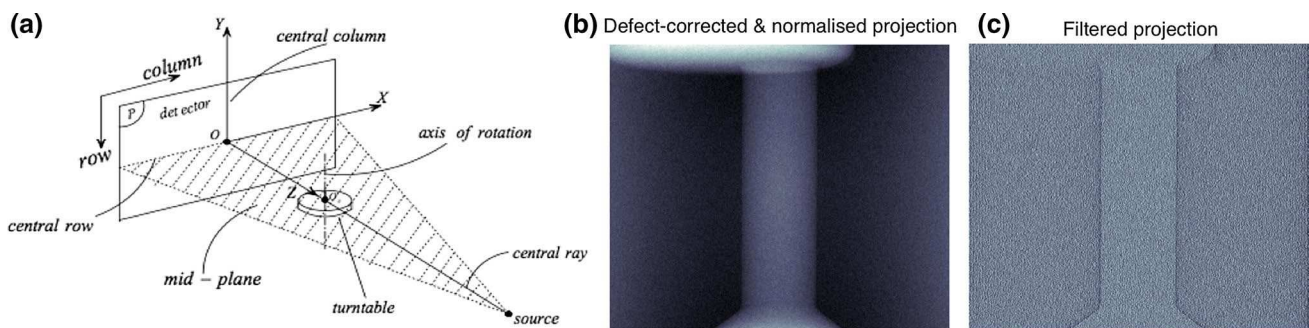 (a)
Y
central column
column
P
detector
X
O
axis of rotation
row
Z
O
central row
central ray
mid - plane
turntable
source
(b) Defect-corrected & normalised projection
(c) Filtered projection